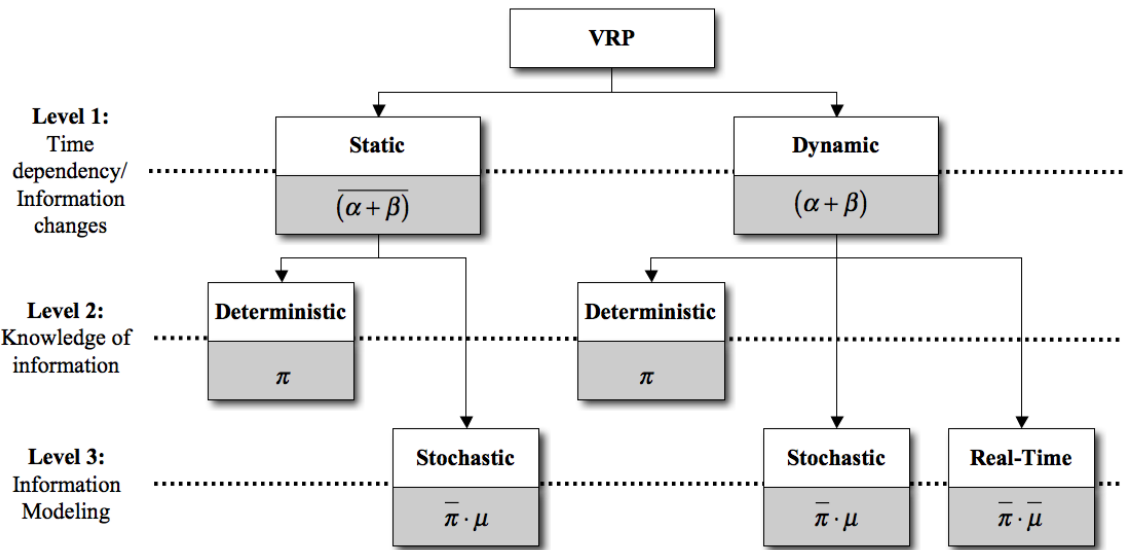 VRP
Level 1:
Time
dependency/
Information
changes
Static
Dynamic
\overline{(α + β)}
(α + β)
Level 2:
Knowledge of
information
Deterministic
Deterministic
π
π
Level 3:
Information
Modeling
Stochastic
Stochastic
Real-Time
π̅ · μ
π̅ · μ
π̅ · μ̅